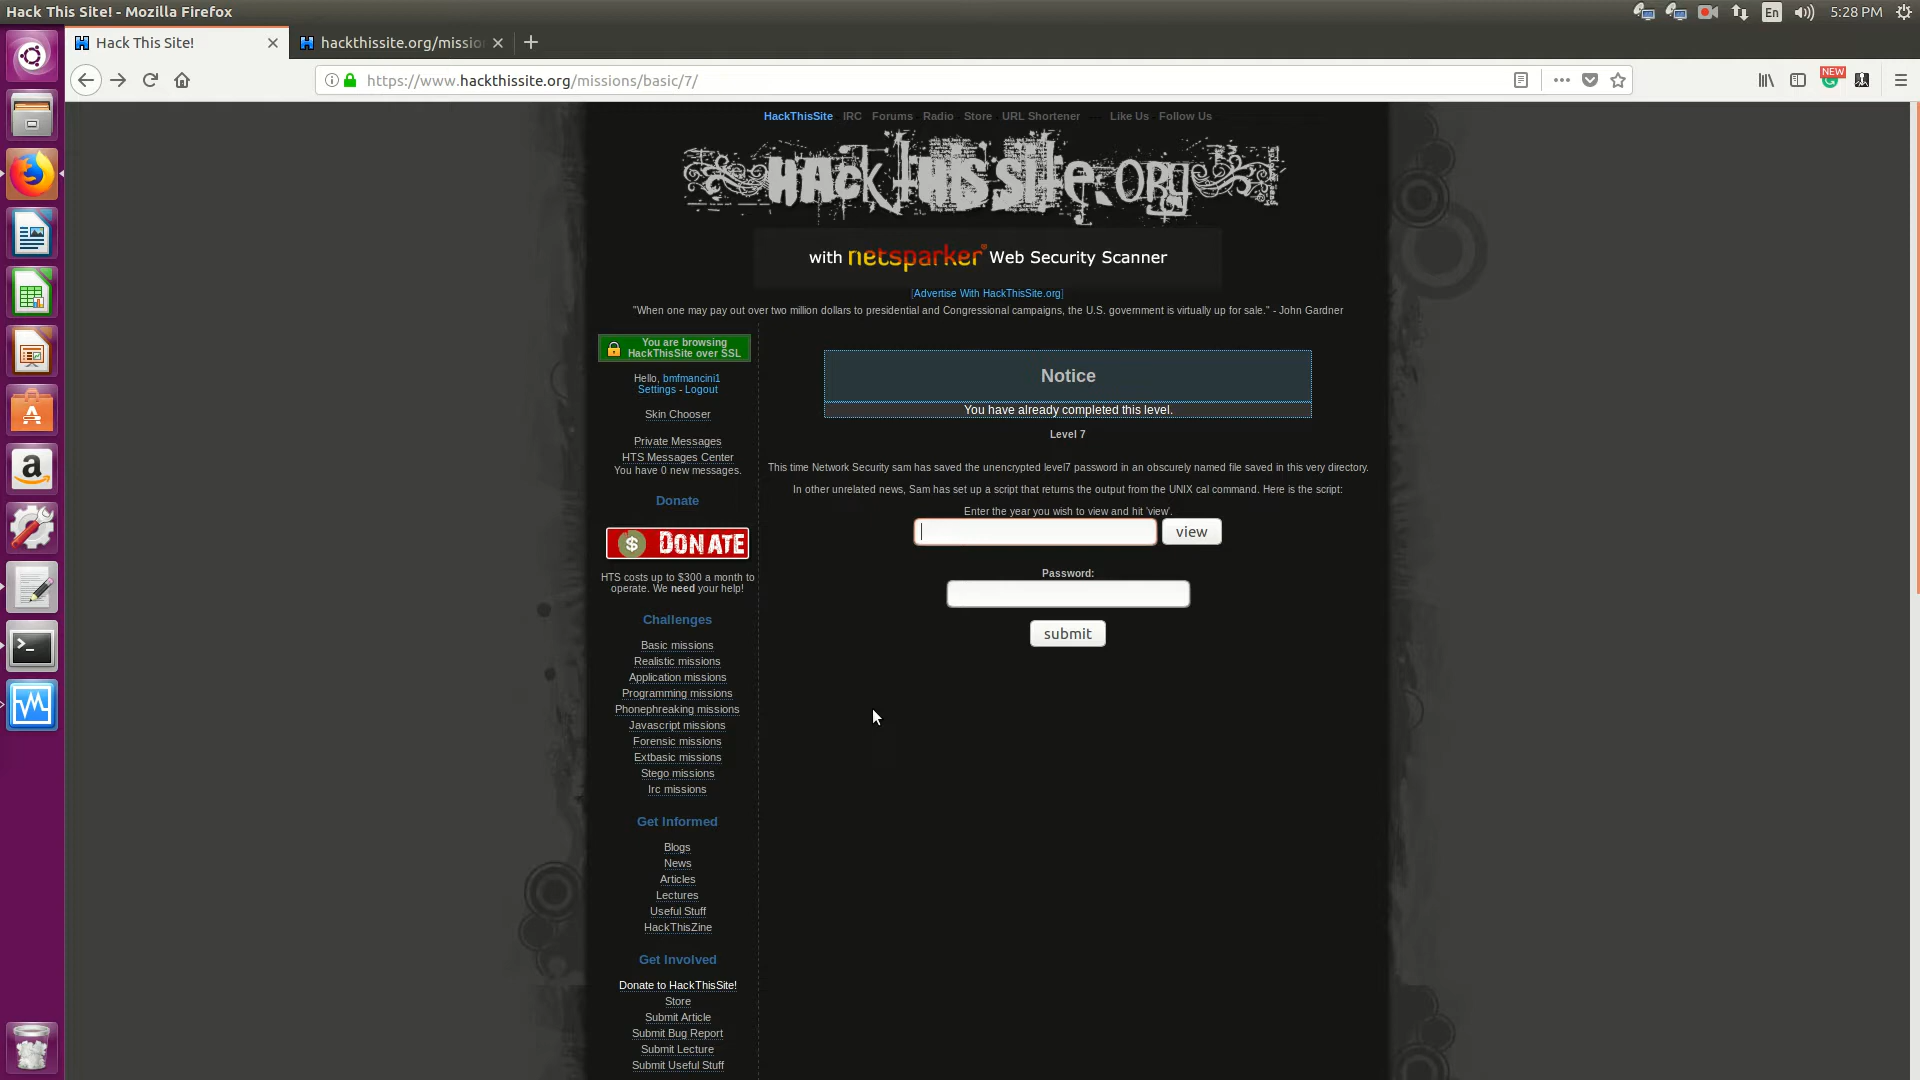 Hack This Site! - Mozilla Firefox
En
5:28 PM
Hack This Site!
hackthissite.org/missio
https://www.hackthissite.org/missions/basic/7/
NEW
HackThisSite IRC Forums Radio Store URL Shortener Like Us Follow Us
HAck tHIS SitE.ORg
with netsparker® Web Security Scanner
[Advertise With HackThisSite.org]
"When one may pay out over two million dollars to presidential and Congressional campaigns, the U.S. government is virtually up for sale." - John Gardner
You are browsing
HackThisSite over SSL
Hello, bmfmancini1
Settings - Logout
Skin Chooser
Private Messages
HTS Messages Center
You have 0 new messages.
Donate
$ DONATE
HTS costs up to $300 a month to
operate. We need your help!
Challenges
Basic missions
Realistic missions
Application missions
Programming missions
Phonephreaking missions
Javascript missions
Forensic missions
Extbasic missions
Stego missions
Irc missions
Get Informed
Blogs
News
Articles
Lectures
Useful Stuff
HackThisZine
Get Involved
Donate to HackThisSite!
Store
Submit Article
Submit Bug Report
Submit Lecture
Submit Useful Stuff
Notice
You have already completed this level.
Level 7
This time Network Security sam has saved the unencrypted level7 password in an obscurely named file saved in this very directory.
In other unrelated news, Sam has set up a script that returns the output from the UNIX cal command. Here is the script:
Enter the year you wish to view and hit 'view'.
view
Password:
submit